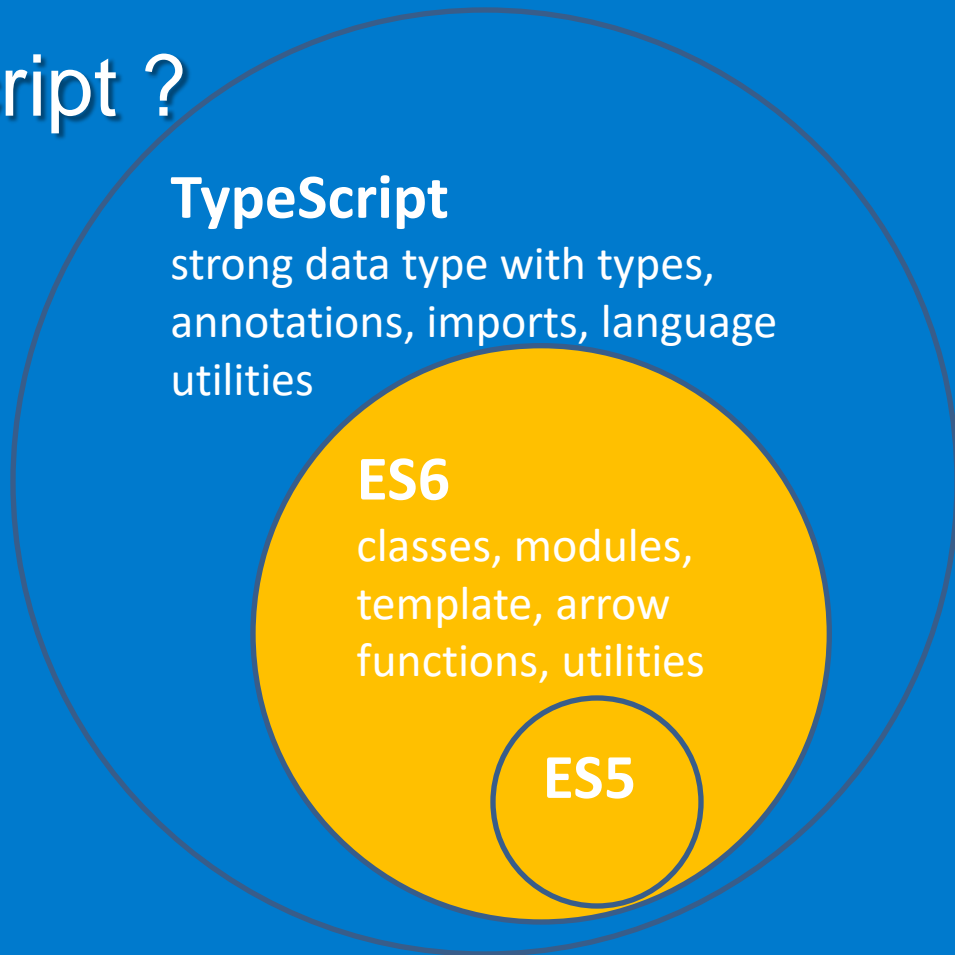 ript ?
TypeScript
strong data type with types,
annotations, imports, language
utilities
ES6
classes, modules,
template, arrow
functions, utilities
ES5